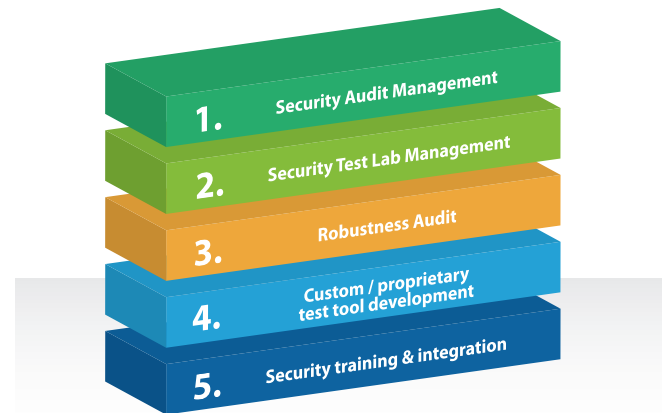 1. Security Audit Management
2. Security Test Lab Management
3. Robustness Audit
4. Custom / proprietary
test tool development
5. Security training & integration